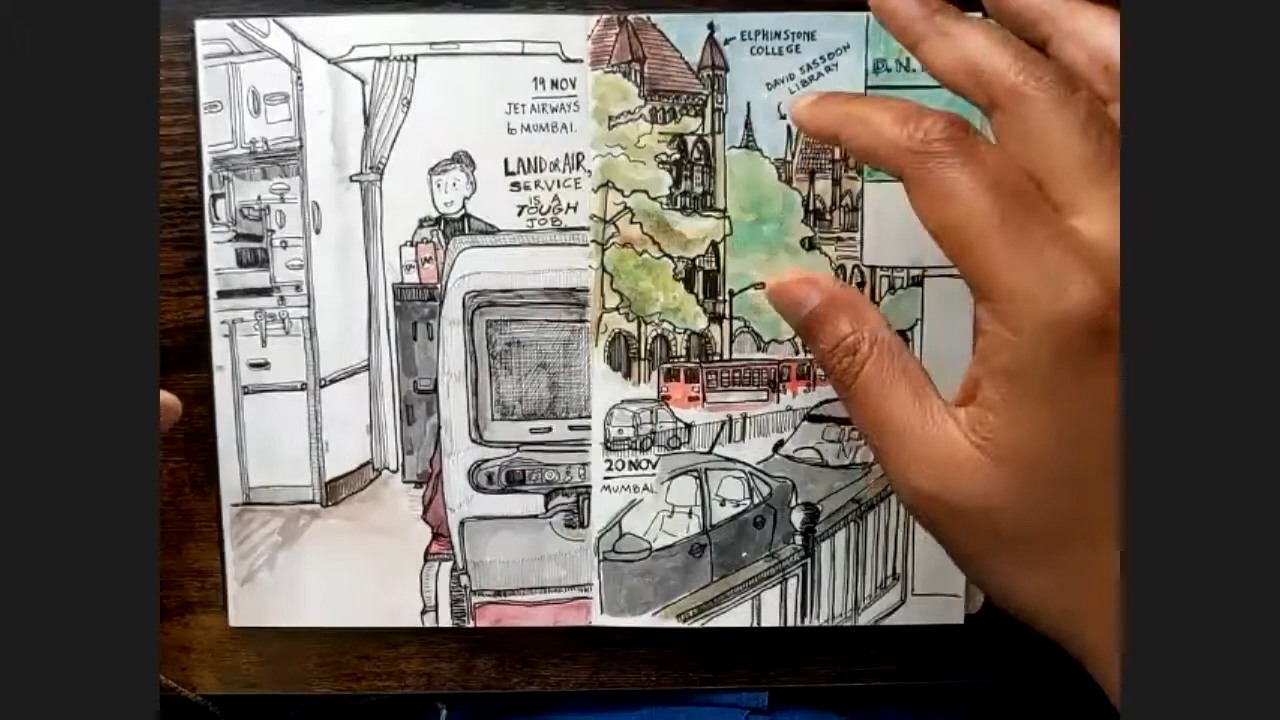 19 NOV
JET AIRWAYS
to MUMBAI.
LAND OR AIR,
SERVICE
IS A
TOUGH
JOB
ELPHINSTONE
COLLEGE
DAVID SASSOON
LIBRARY
D.N.
20 NOV
MUMBAI